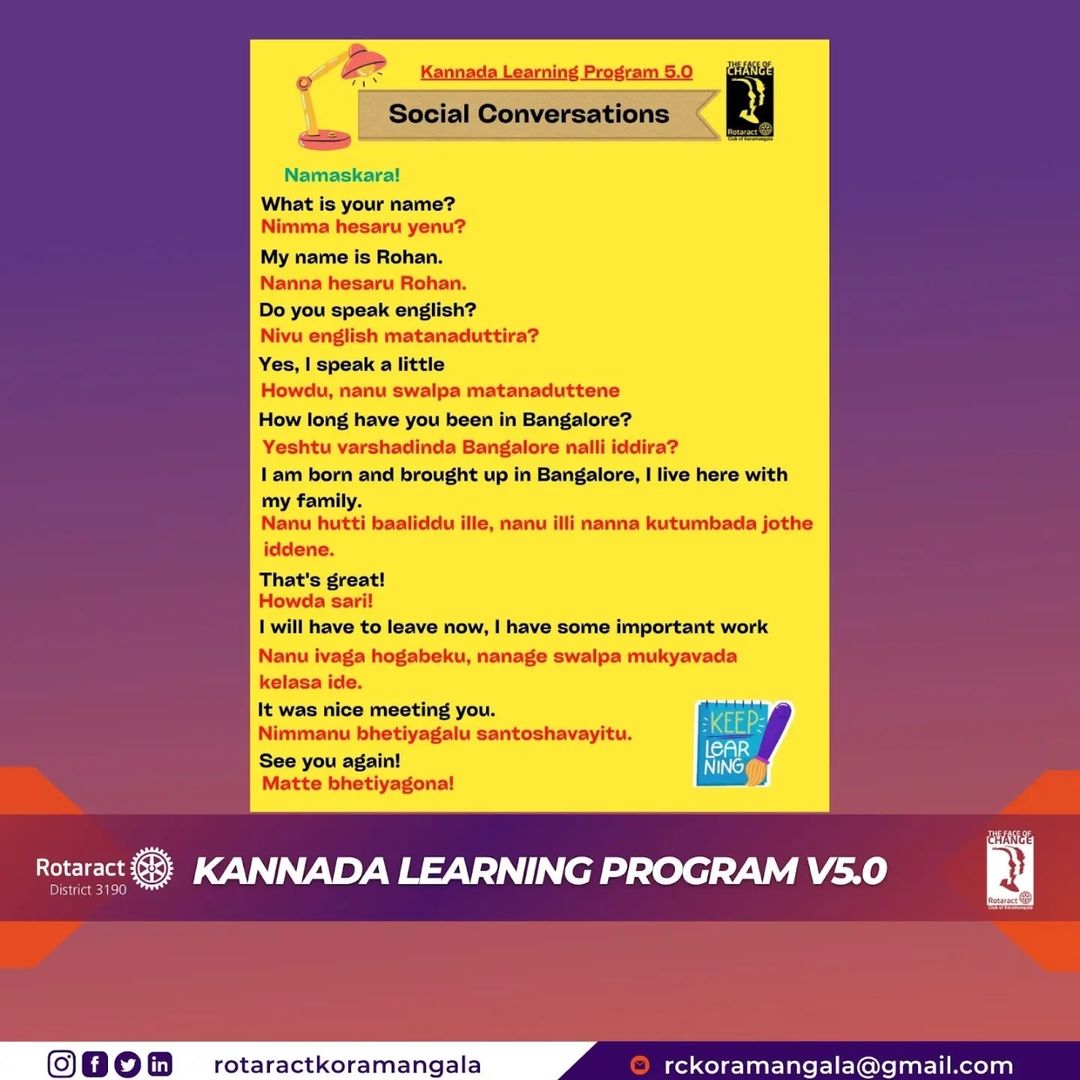 Kannada Learning Program 5.0
THE FACE OF
CHANGE
Rotaract
Club of Koramangala
Social Conversations
Namaskara!
What is your name?
Nimma hesaru yenu?
My name is Rohan.
Nanna hesaru Rohan.
Do you speak english?
Nivu english matanaduttira?
Yes, I speak a little
Howdu, nanu swalpa matanaduttene
How long have you been in Bangalore?
Yeshtu varshadinda Bangalore nalli iddira?
I am born and brought up in Bangalore, I live here with
my family.
Nanu hutti baaliddu ille, nanu illi nanna kutumbada jothe
iddene.
That's great!
Howda sari!
I will have to leave now, I have some important work
Nanu ivaga hogabeku, nanage swalpa mukyavada
kelasa ide.
It was nice meeting you.
Nimmanu bhetiyagalu santoshavayitu.
See you again!
Matte bhetiyagona!
KEEP
LeaR
NING
Rotaract
District 3190
KANNADA LEARNING PROGRAM V5.0
THE FACE OF
CHANGE
Rotaract
Club of Koramangala
rotaractkoramangala
rckoramangala@gmail.com